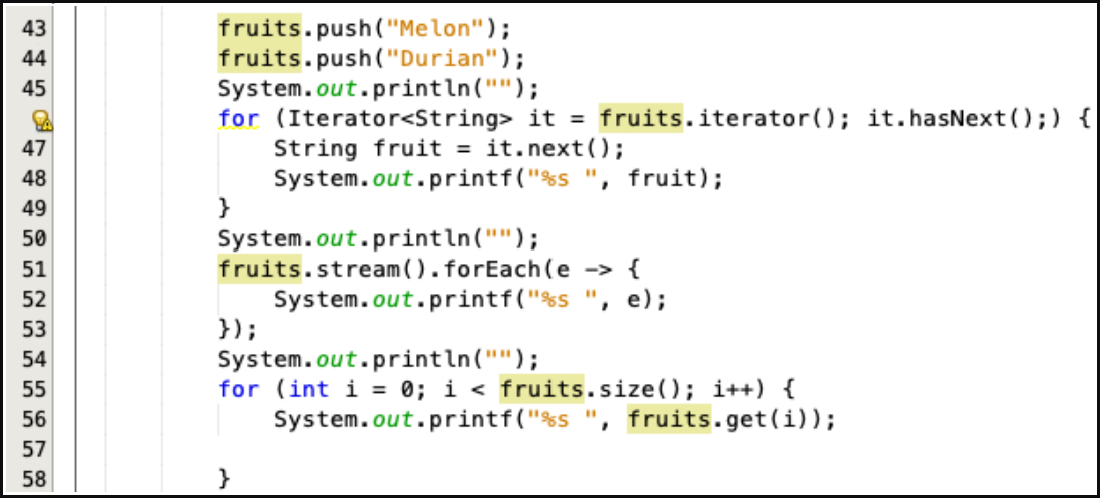 43 fruits.push("Melon");
44 fruits.push("Durian");
45 System.out.println("");
for (Iterator<String> it = fruits.iterator(); it.hasNext();) {
47 String fruit = it.next();
48 System.out.printf("%s ", fruit);
49 }
50 System.out.println("");
51 fruits.stream().forEach(e -> {
52 System.out.printf("%s ", e);
53 });
54 System.out.println("");
55 for (int i = 0; i < fruits.size(); i++) {
56 System.out.printf("%s ", fruits.get(i));
57
58 }